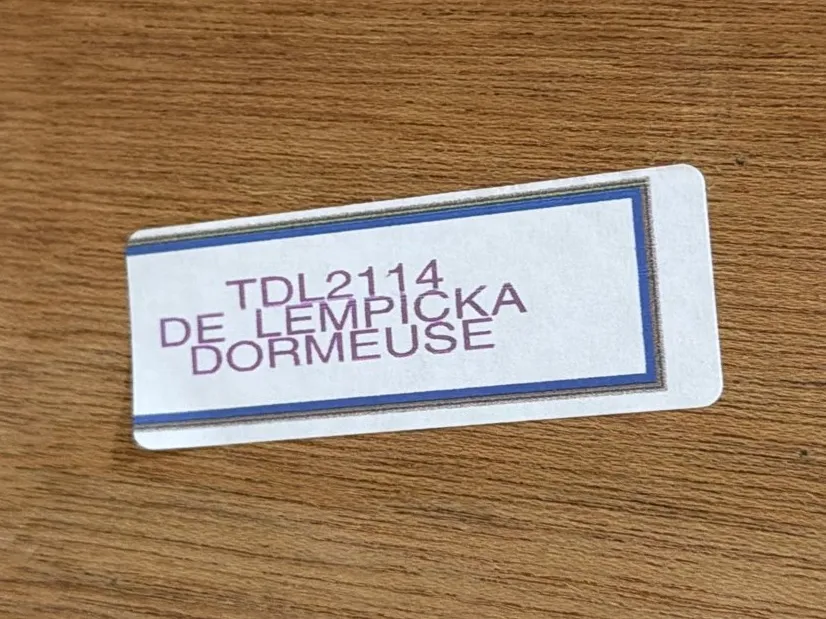 TDL2114
DE LEMPICKA
DORMEUSE